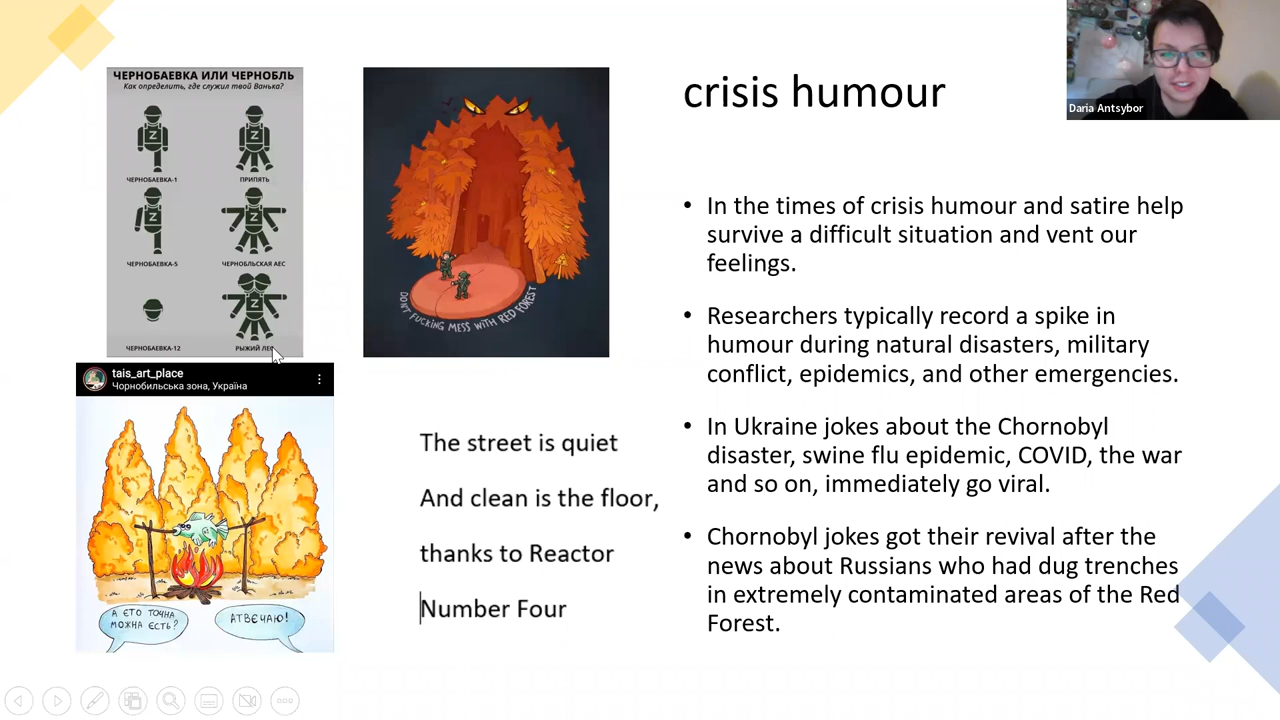 ЧЕРНОБАЕВКА ИЛИ ЧЕРНОБЛЬ
Как определить, где служил твой Ванька?
ЧЕРНОБАЕВКА-1
ПРИПЯТЬ
ЧЕРНОБАЕВКА-5
ЧЕРНОБЛЬСКАЯ АЕС
ЧЕРНОБАЕВКА-12
РЫЖИЙ ЛЕС
DON'T FUCKING MESS WITH RED FOREST
tais_art_place
Чорнобильська зона, Україна
А ЕТО ТОЧНА
МОЖНА ЕСТЬ?
АТВЕЧАЮ!
The street is quiet
And clean is the floor,
thanks to Reactor
Number Four
crisis humour
• In the times of crisis humour and satire help
survive a difficult situation and vent our
feelings.
• Researchers typically record a spike in
humour during natural disasters, military
conflict, epidemics, and other emergencies.
• In Ukraine jokes about the Chornobyl
disaster, swine flu epidemic, COVID, the war
and so on, immediately go viral.
• Chornobyl jokes got their revival after the
news about Russians who had dug trenches
in extremely contaminated areas of the Red
Forest.
Daria Antsybor
Z
Z
Z
Z
Z